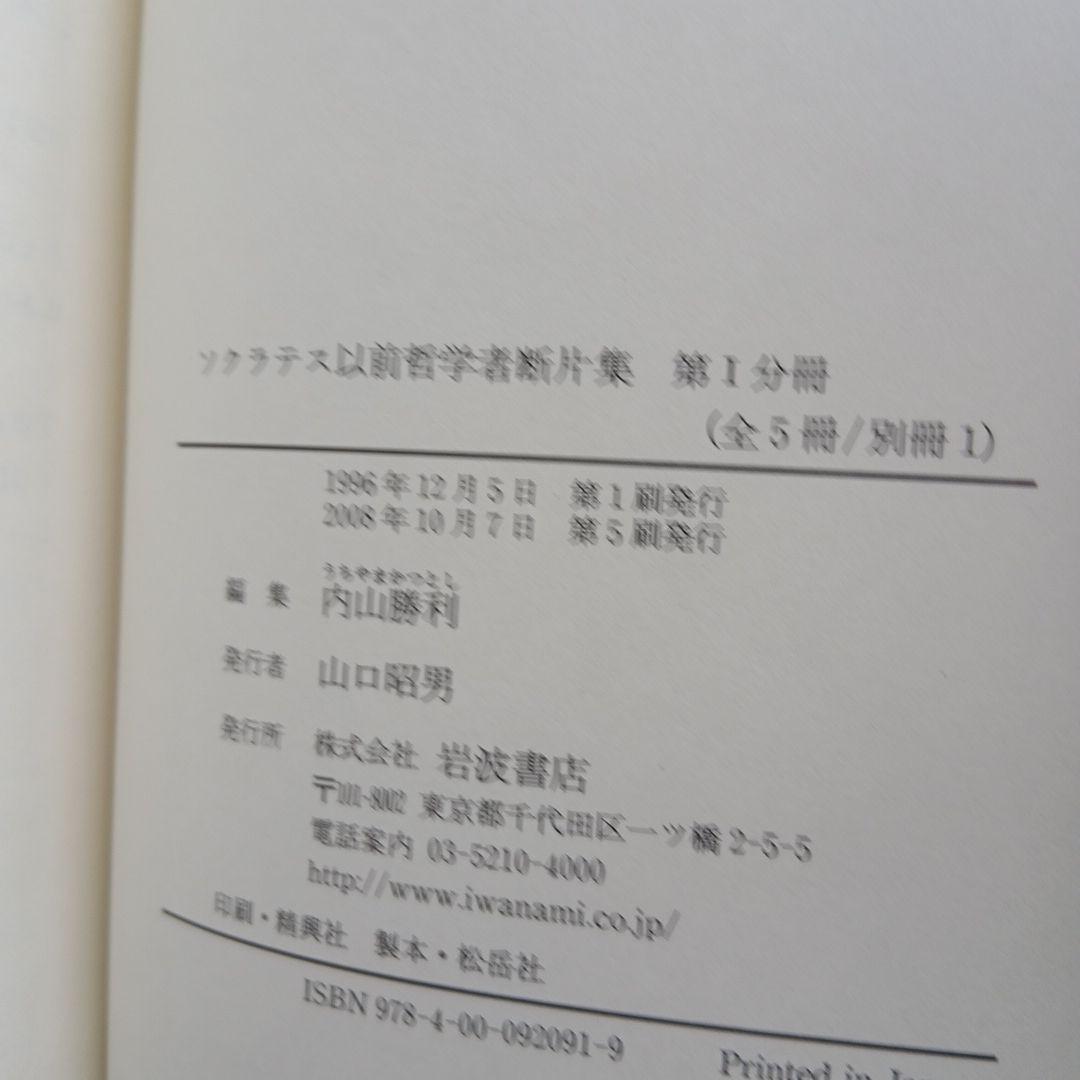 ソクラテス以前哲学者断片集　第Ⅰ分冊
(全5冊/別冊1)
1996年12月5日　第1刷発行
2008年10月7日　第5刷発行
うちやまかつとし
編　集　内山勝利
発行者　山口昭男
発行所　株式会社　岩波書店
〒101-8002　東京都千代田区一ツ橋2-5-5
電話案内　03-5210-4000
http://www.iwanami.co.jp/
印刷・精興社　製本・松岳社
ISBN 978-4-00-092091-9
Printed in